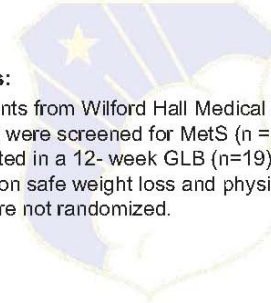 s:
nts from Wilford Hall Medical
were screened for MetS (n =
ted in a 12- week GLB (n=19)
on safe weight loss and physi
re not randomized.